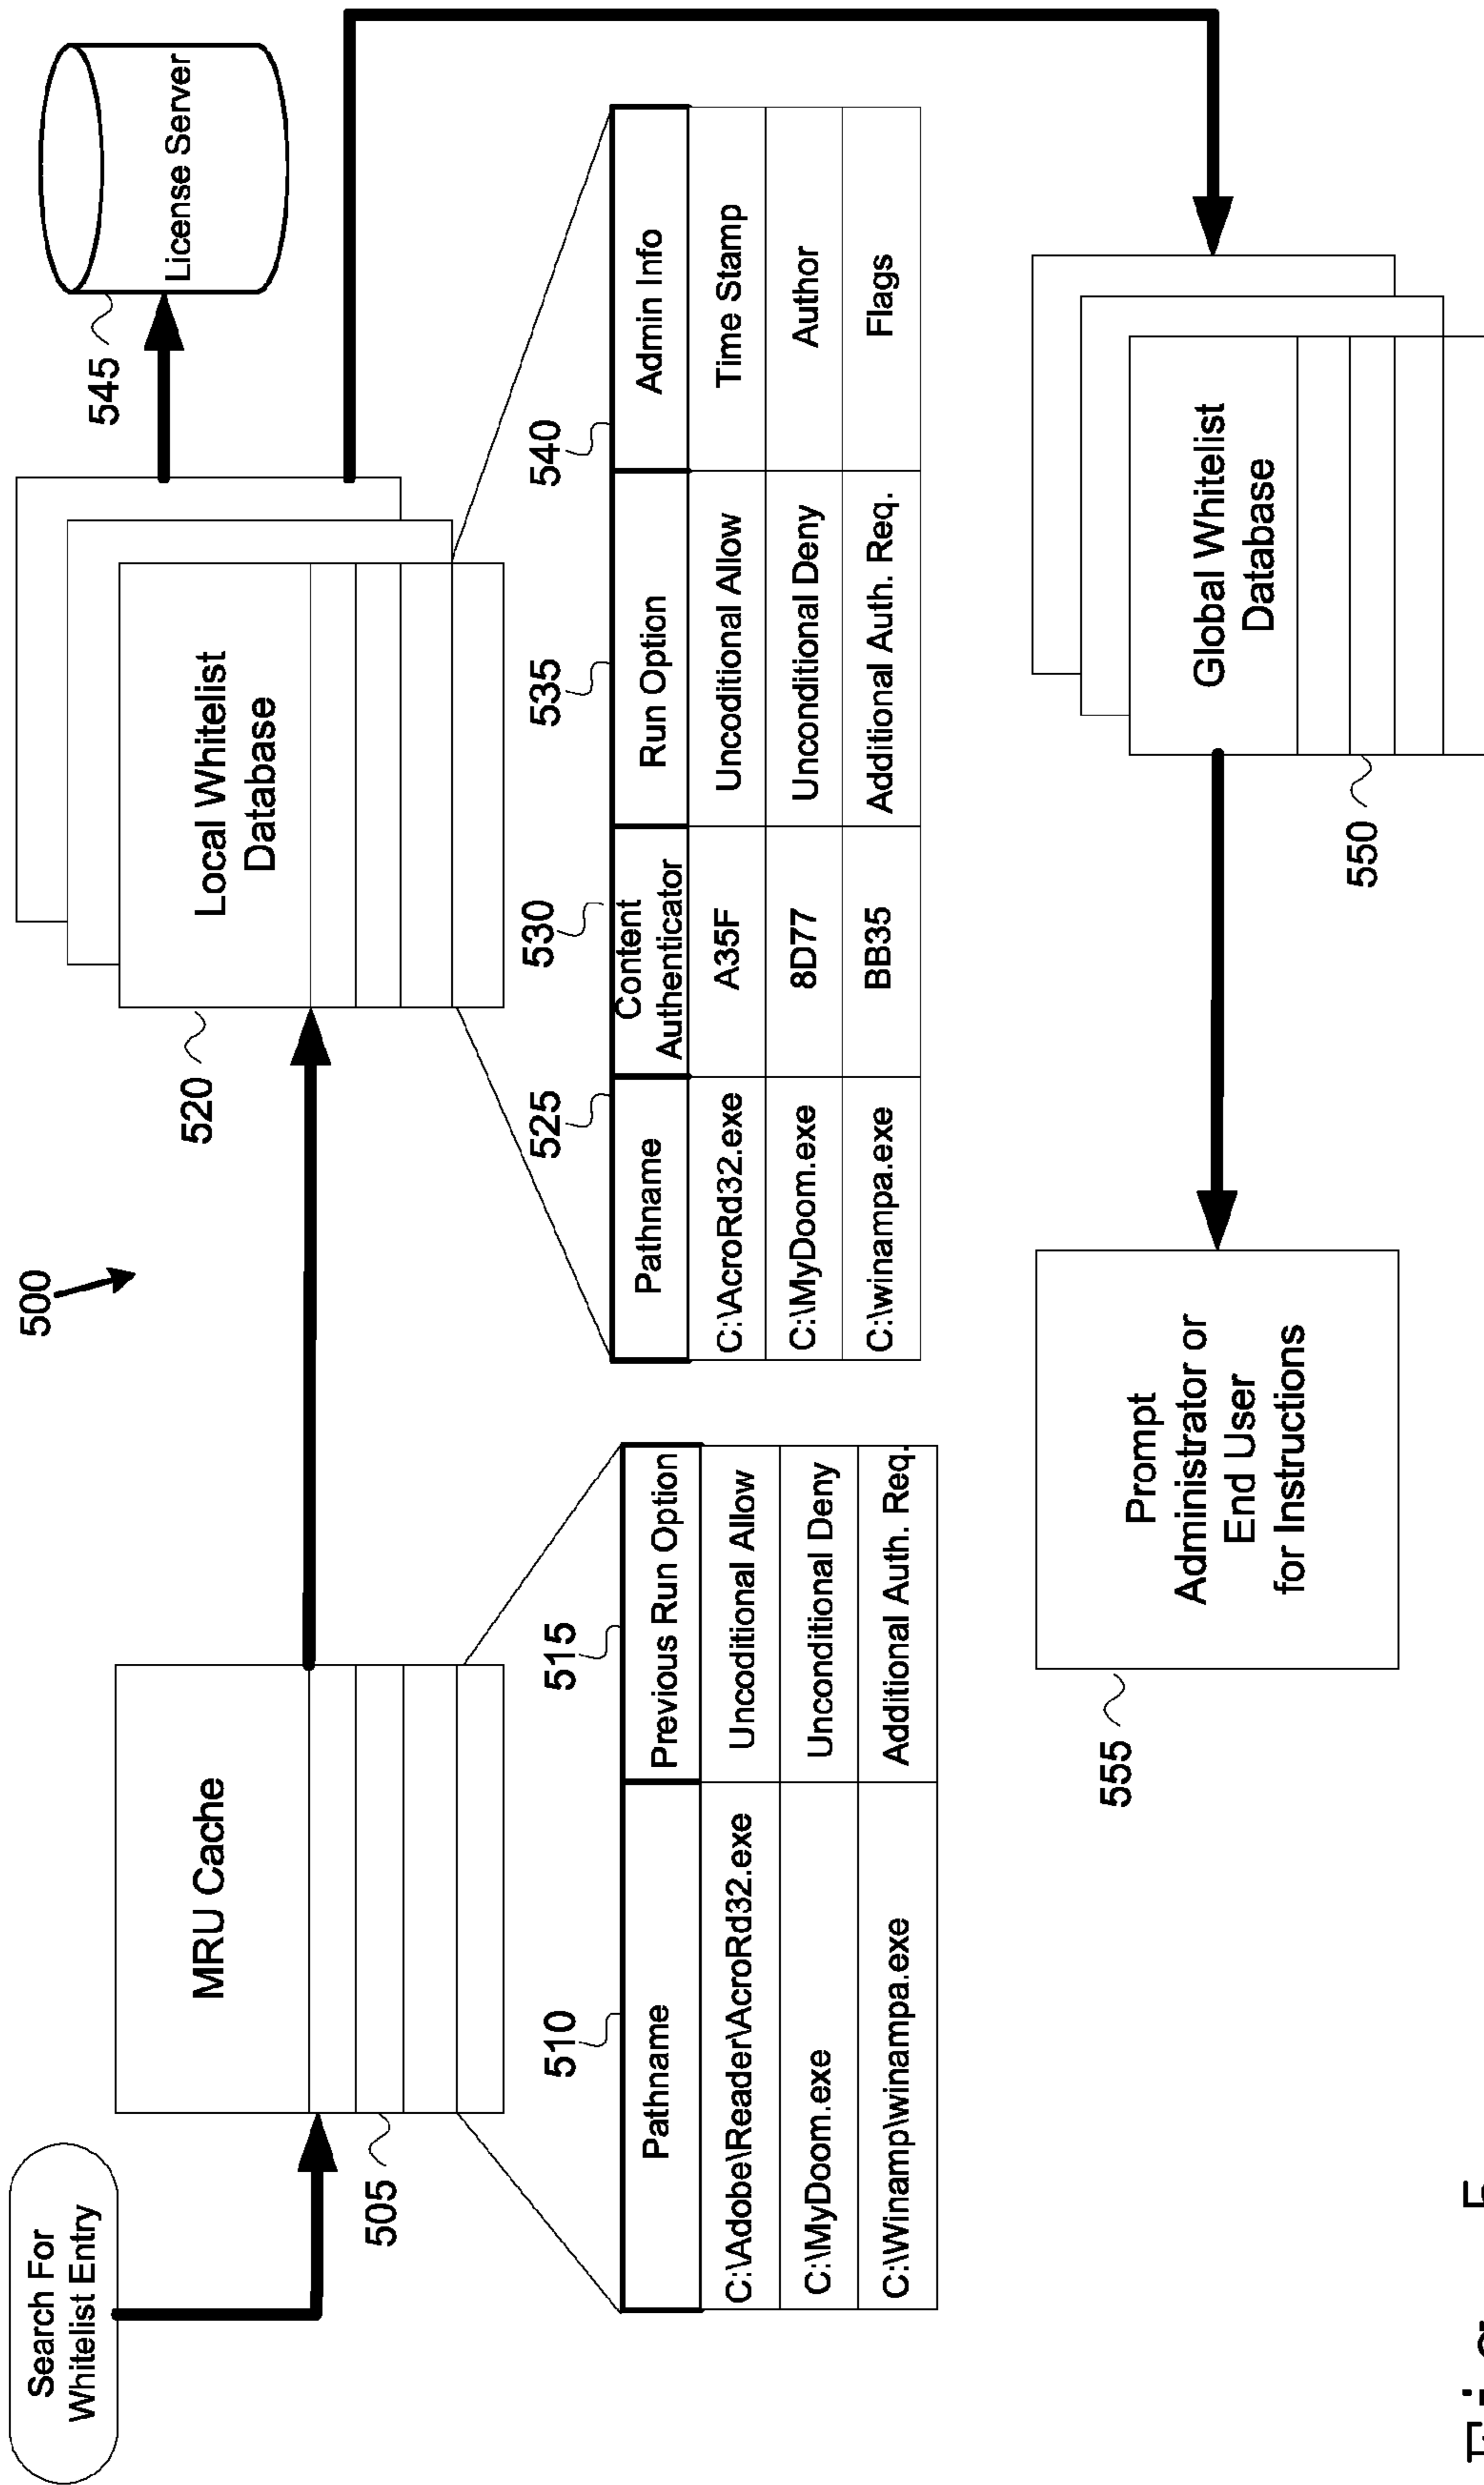 Search For
Whitelist Entry
505
MRU Cache
500
520
Local Whitelist
Database
545
License Server
510
515
Pathname
Previous Run Option
C:\Adobe\Reader\AcroRd32.exe
Uncoditional Allow
C:\MyDoom.exe
Unconditional Deny
C:\Winamp\winampa.exe
Additional Auth. Req.
525
530
535
540
Pathname
Content
Authenticator
Run Option
Admin Info
C:\AcroRd32.exe
A35F
Uncoditional Allow
Time Stamp
C:\MyDoom.exe
8D77
Unconditional Deny
Author
C:\winampa.exe
BB35
Additional Auth. Req.
Flags
555
Prompt
Administrator or
End User
for Instructions
550
Global Whitelist
Database